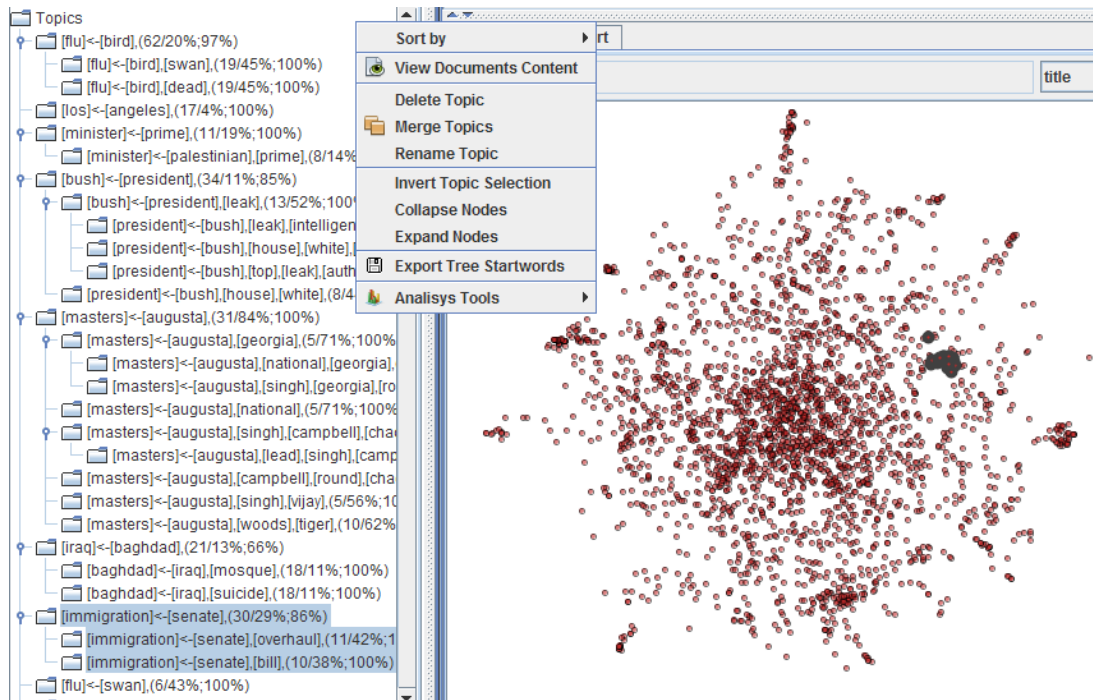 Topics
[flu]<-[bird],(62/20%;97%)
[flu]<-[bird],[swan],(19/45%;100%)
[flu]<-[bird],[dead],(19/45%;100%)
[los]<-[angeles],(17/4%;100%)
[minister]<-[prime],(11/19%;100%)
[minister]<-[palestinian],[prime],(8/14%
[bush]<-[president],(34/11%;85%)
[bush]<-[president],[leak],(13/52%;100%
[president]<-[bush],[leak],[intelligen
[president]<-[bush],[house],[white],
[president]<-[bush],[top],[leak],[auth
[president]<-[bush],[house],[white],(8/4
[masters]<-[augusta],(31/84%;100%)
[masters]<-[augusta],[georgia],(5/71%;100%
[masters]<-[augusta],[national],[georgia],
[masters]<-[augusta],[singh],[georgia],[ro
[masters]<-[augusta],[national],(5/71%;100%
[masters]<-[augusta],[singh],[campbell],[cha
[masters]<-[augusta],[lead],[singh],[camp
[masters]<-[augusta],[campbell],[round],[cha
[masters]<-[augusta],[singh],[vijay],(5/56%;10
[masters]<-[augusta],[woods],[tiger],(10/62%
[iraq]<-[baghdad],(21/13%;66%)
[baghdad]<-[iraq],[mosque],(18/11%;100%)
[baghdad]<-[iraq],[suicide],(18/11%;100%)
[immigration]<-[senate],(30/29%;86%)
[immigration]<-[senate],[overhaul],(11/42%;1
[immigration]<-[senate],[bill],(10/38%;100%)
[flu]<-[swan],(6/43%;100%)
Sort by
View Documents Content
Delete Topic
Merge Topics
Rename Topic
Invert Topic Selection
Collapse Nodes
Expand Nodes
Export Tree Startwords
Analisys Tools
rt
title